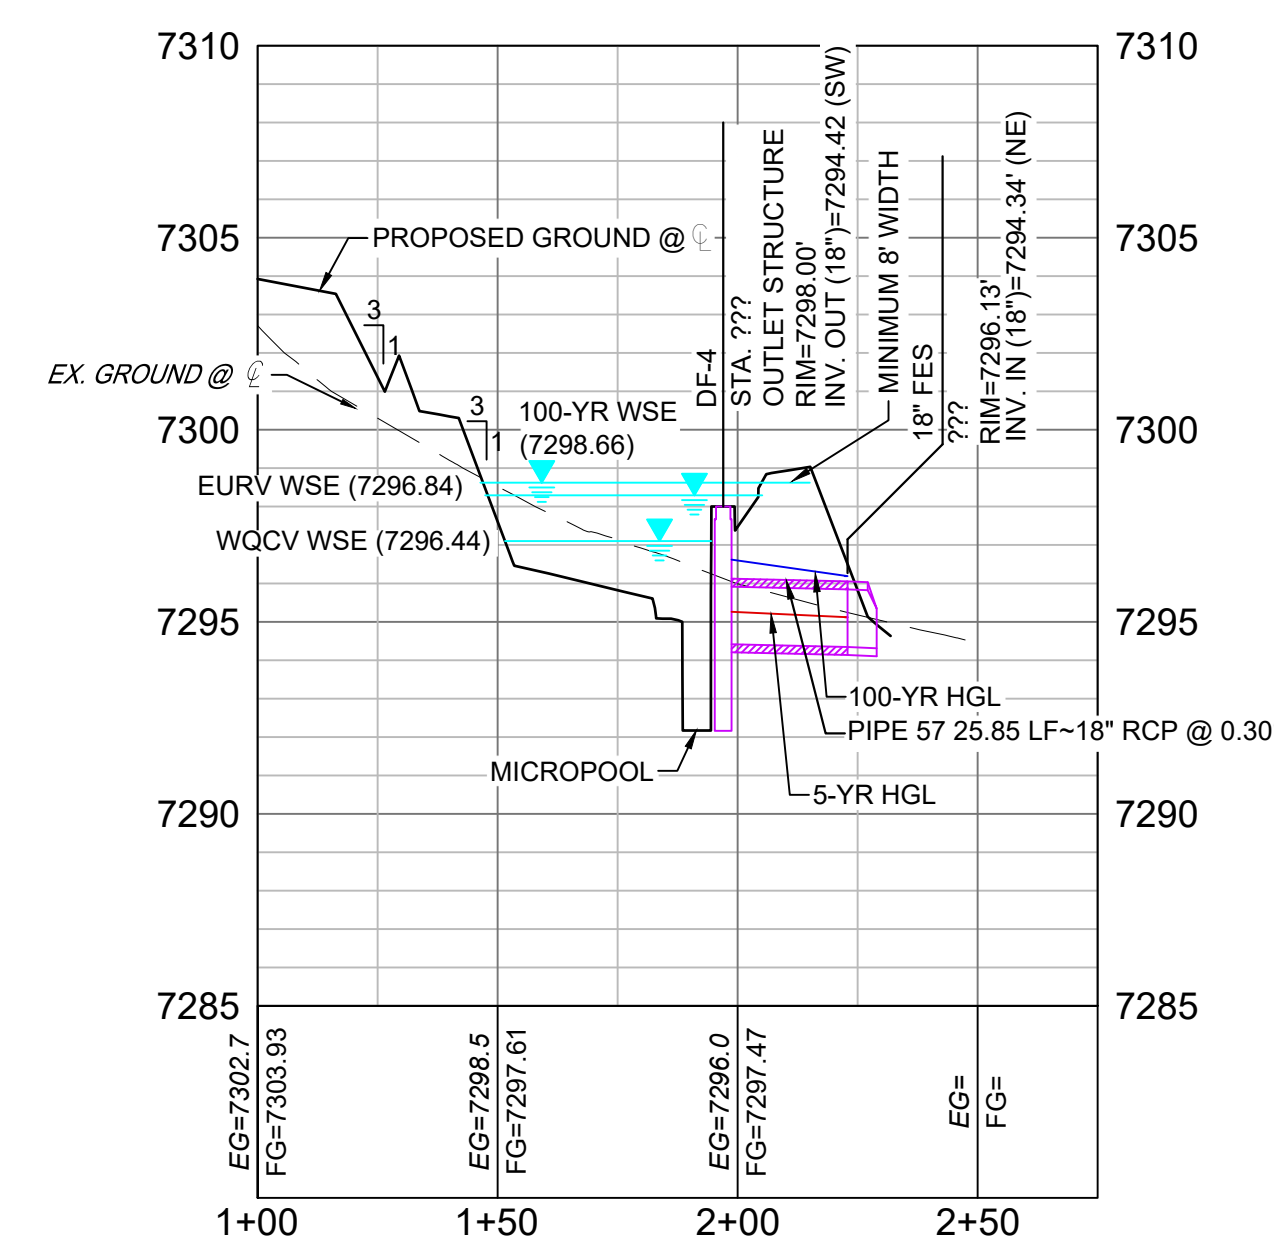 7310
7310
7305
7305
7300
7300
7295
7295
7290
7290
7285
7285
PROPOSED GROUND @ ℄
3
1
EX. GROUND @ ℄
3
1
100-YR WSE
(7298.66)
EURV WSE (7296.84)
WQCV WSE (7296.44)
DF-4
STA. ???
OUTLET STRUCTURE
RIM=7298.00'
INV. OUT (18")=7294.42 (SW)
MINIMUM 8' WIDTH
18" FES
???
RIM=7296.13'
INV. IN (18")=7294.34' (NE)
100-YR HGL
PIPE 57 25.85 LF~18" RCP @ 0.30
MICROPOOL
5-YR HGL
EG=7302.7
FG=7303.93
EG=7298.5
FG=7297.61
EG=7296.0
FG=7297.47
EG=
FG=
1+00
1+50
2+00
2+50